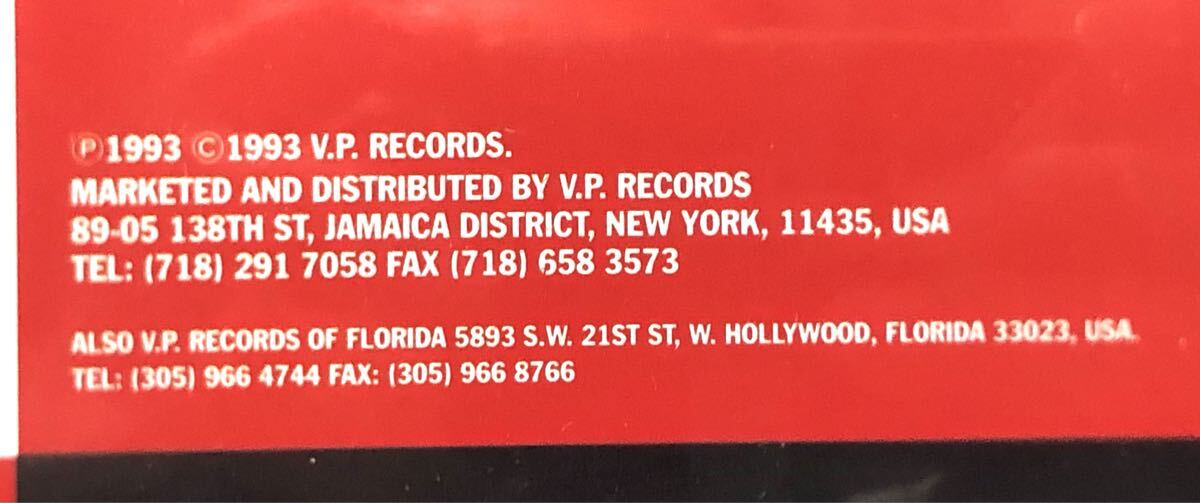 ℗1993 ©1993 V.P. RECORDS.
MARKETED AND DISTRIBUTED BY V.P. RECORDS
89-05 138TH ST, JAMAICA DISTRICT, NEW YORK, 11435, USA
TEL: (718) 291 7058 FAX (718) 658 3573
ALSO V.P. RECORDS OF FLORIDA 5893 S.W. 21ST ST, W. HOLLYWOOD, FLORIDA 33023, USA.
TEL: (305) 966 4744 FAX: (305) 966 8766